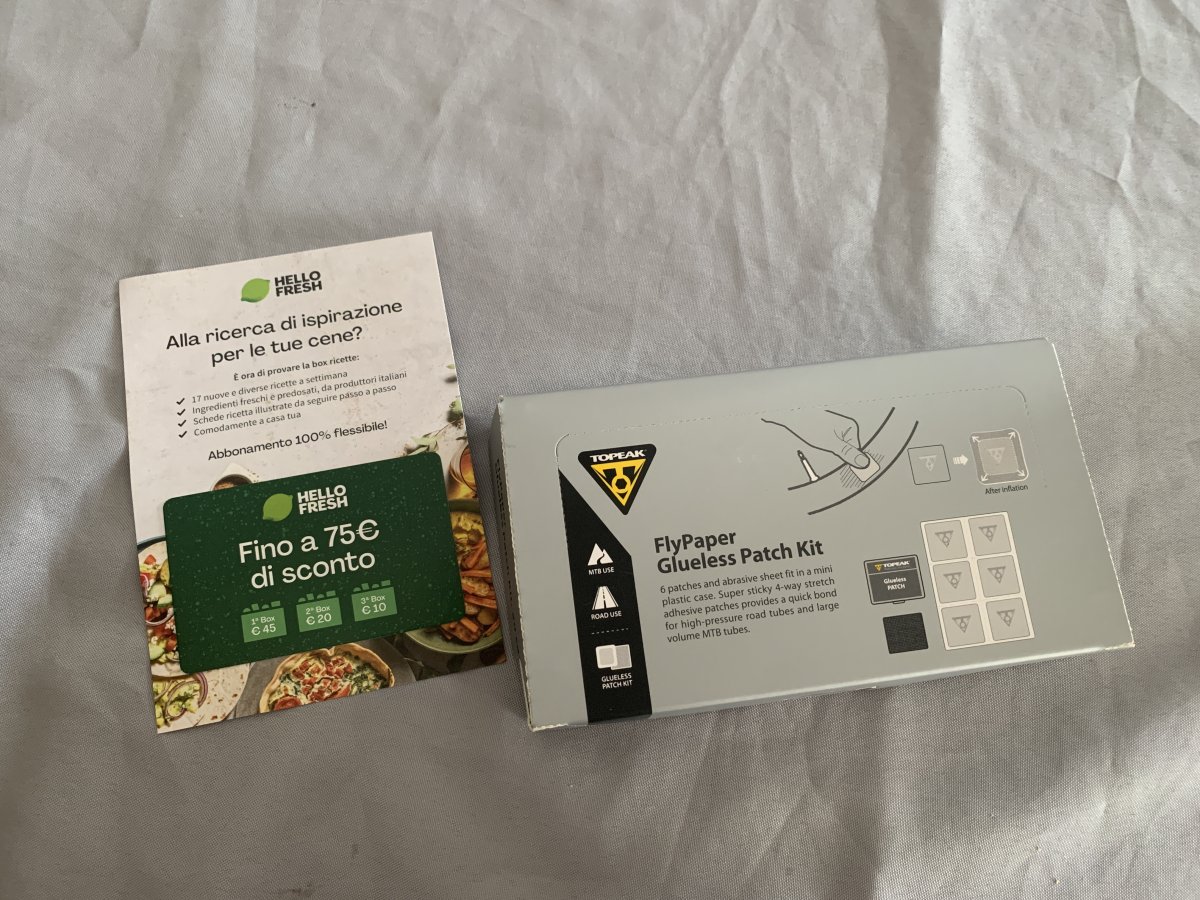 HELLO
FRESH
Alla ricerca di ispirazione
per le tue cene?
È ora di provare la box ricette:
17 nuove e diverse ricette a settimana
Ingredienti freschi e predosati, da produttori italiani
Schede ricetta illustrate da seguire passo a passo
Comodamente a casa tua
Abbonamento 100% flessibile!
HELLO
FRESH
Fino a 75€
di sconto
1ª Box
€ 45
2ª Box
€ 20
3ª Box
€ 10
TOPEAK
MTB USE
ROAD USE
GLUELESS
PATCH KIT
After inflation
FlyPaper
Glueless Patch Kit
6 patches and abrasive sheet fit in a mini
plastic case. Super sticky 4-way stretch
adhesive patches provides a quick bond
for high-pressure road tubes and large
volume MTB tubes.
TOPEAK
Glueless
PATCH